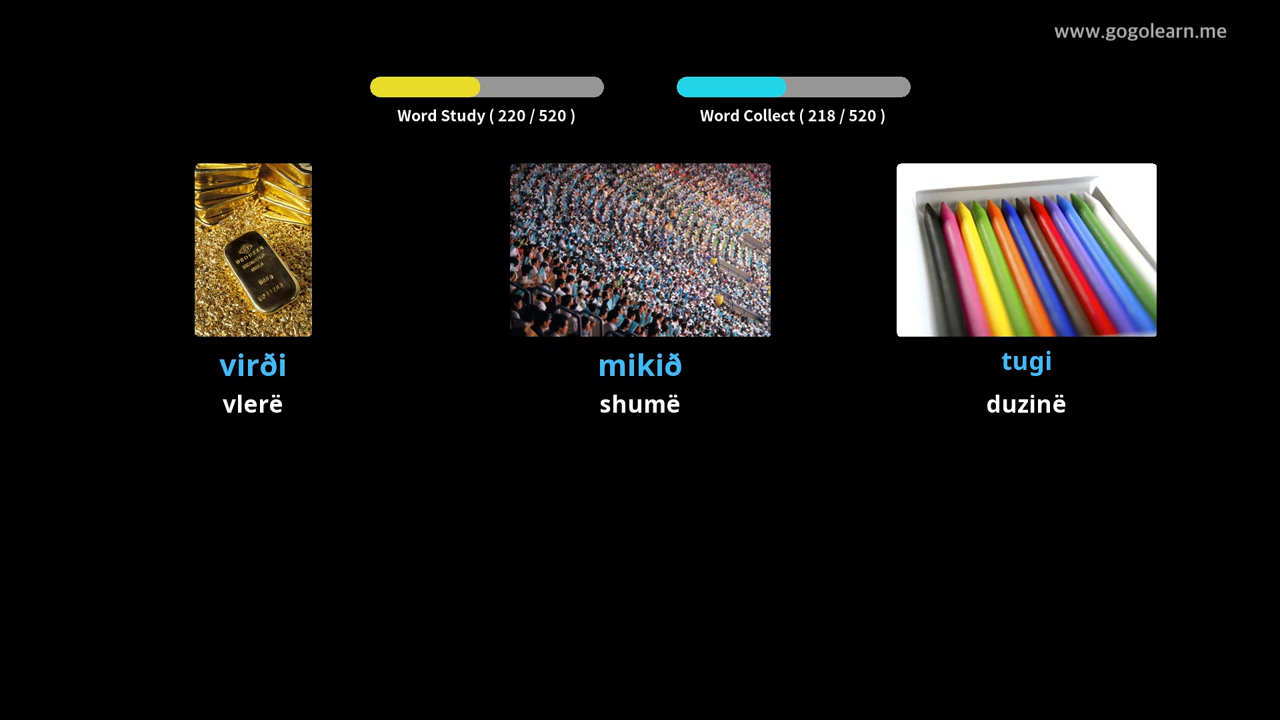 www.gogolearn.me
Word Study ( 220 / 520 )
Word Collect ( 218 / 520 )
virði
mikið
tugi
vlerë
shumë
duzinë